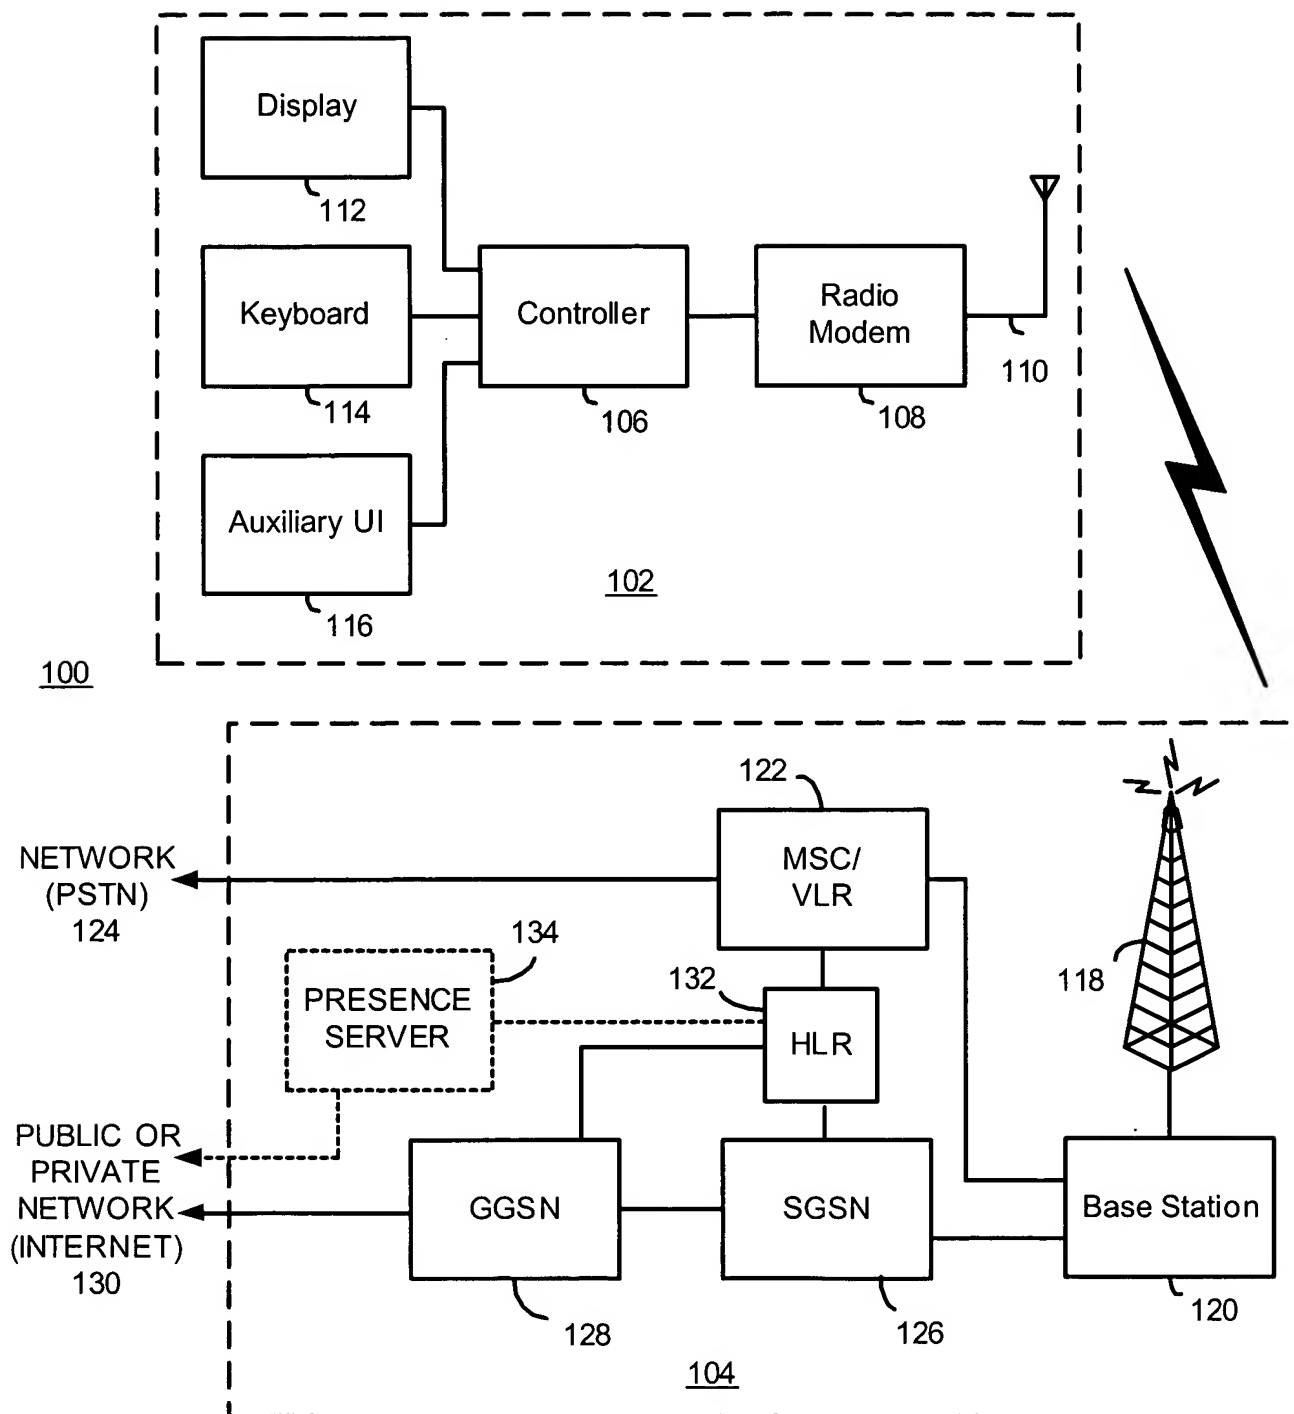 Display
112
Keyboard
114
Controller
106
Radio
Modem
108
110
Auxiliary UI
116
102
100
122
MSC/
VLR
NETWORK
(PSTN)
124
134
PRESENCE
SERVER
132
HLR
118
PUBLIC OR
PRIVATE
NETWORK
(INTERNET)
130
GGSN
128
SGSN
126
Base Station
120
104